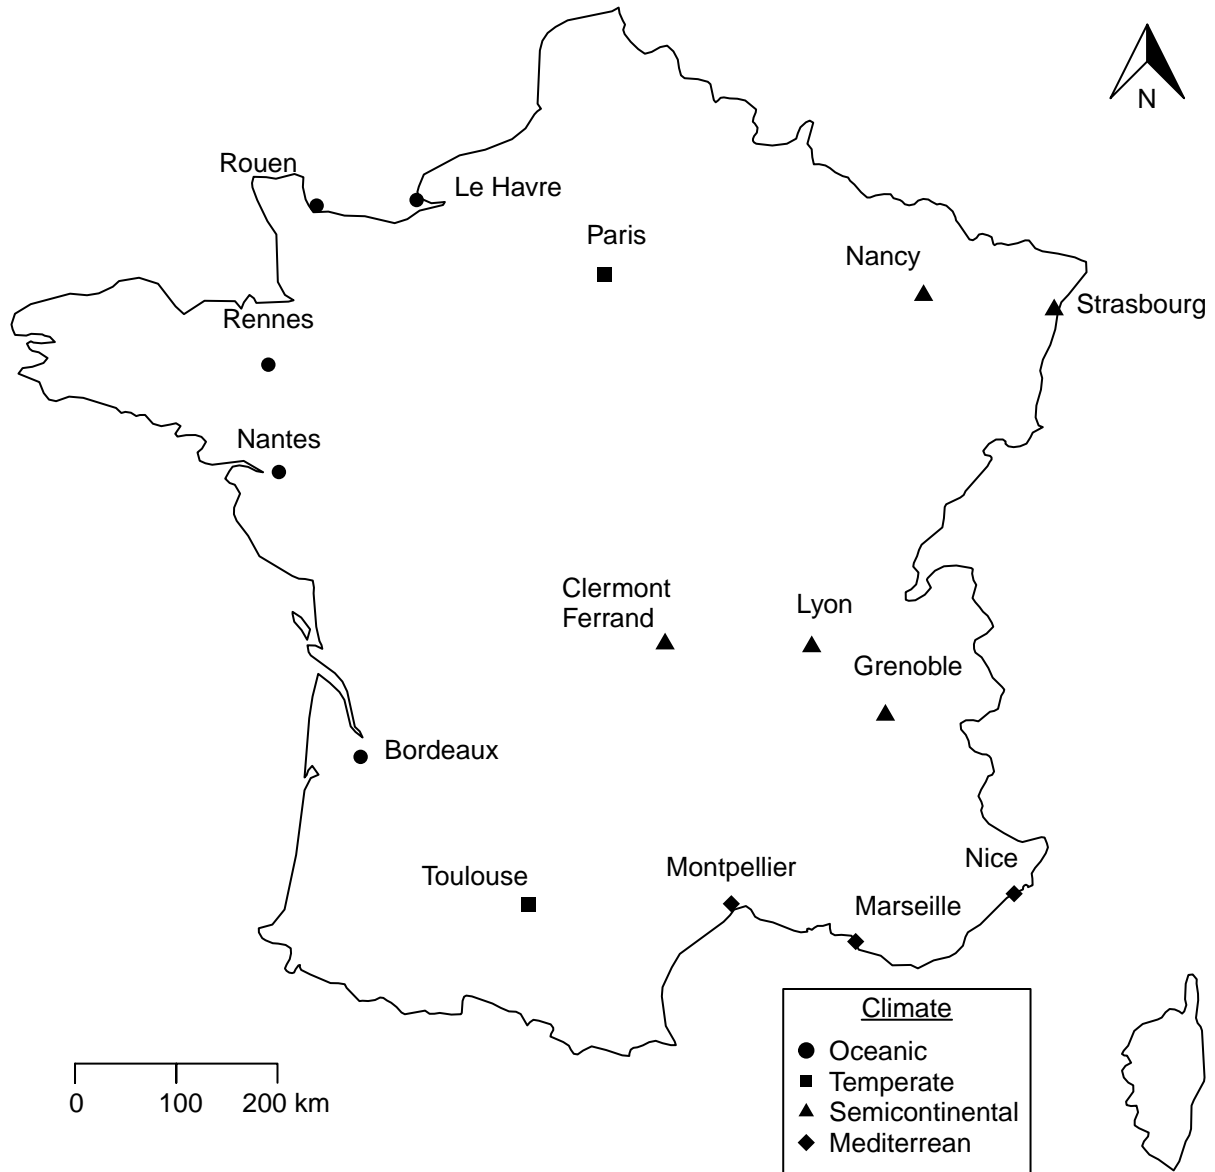 N
Rouen
Le Havre
Paris
Nancy
Strasbourg
Rennes
Nantes
Clermont
Ferrand
Lyon
Grenoble
Bordeaux
Toulouse
Montpellier
Nice
Marseille
Climate
Oceanic
Temperate
Semicontinental
Mediterrean
0 100 200 km